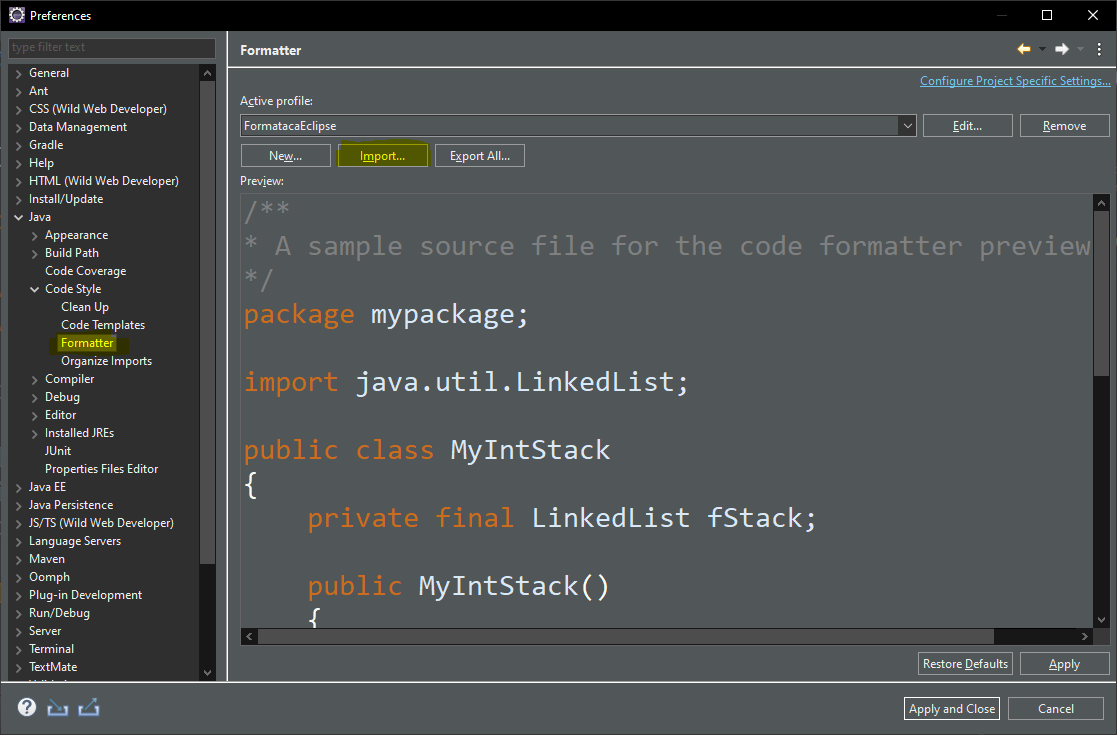 Preferences
type filter text
General
Ant
CSS (Wild Web Developer)
Data Management
Gradle
Help
HTML (Wild Web Developer)
Install/Update
Java
Appearance
Build Path
Code Coverage
Code Style
Clean Up
Code Templates
Formatter
Organize Imports
Compiler
Debug
Editor
Installed JREs
JUnit
Properties Files Editor
Java EE
Java Persistence
JS/TS (Wild Web Developer)
Language Servers
Maven
Oomph
Plug-in Development
Run/Debug
Server
Terminal
TextMate
Formatter
Configure Project Specific Settings...
Active profile:
FormatacaEclipse
Edit...
Remove
New...
Import...
Export All...
Preview:
/**
* A sample source file for the code formatter preview
*/
package mypackage;
import java.util.LinkedList;
public class MyIntStack
{
private final LinkedList fStack;
public MyIntStack()
{
Restore Defaults
Apply
?
Apply and Close
Cancel